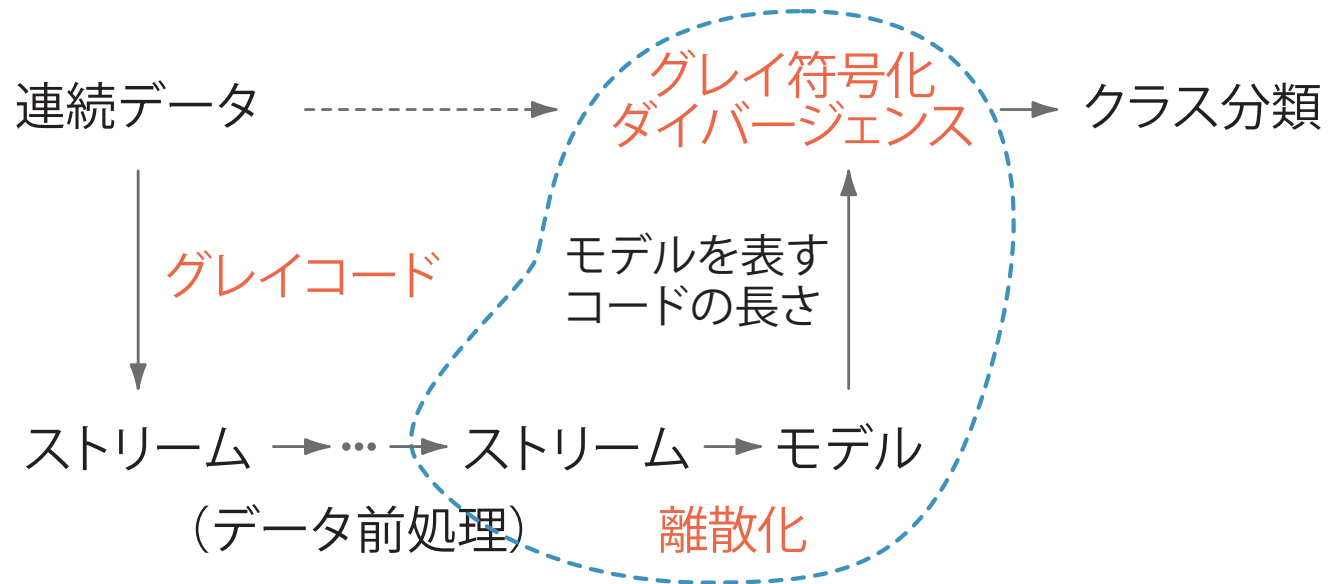 連続データ
グレイ符号化
ダイバージェンス
クラス分類
グレイコード
モデルを表す
コードの長さ
ストリーム
•••
ストリーム
モデル
（データ前処理）
離散化